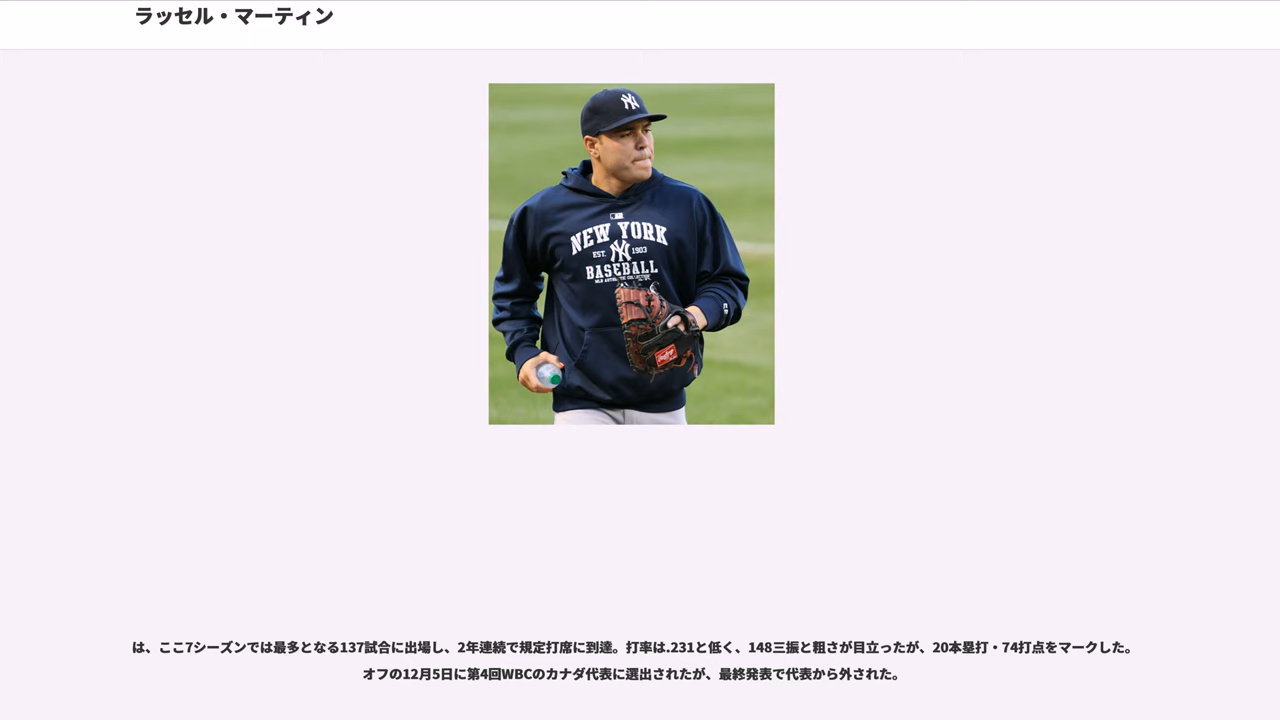 ラッセル・マーティン
NY
NEW YORK
EST. NY 1903
BASEBALL
は、ここ7シーズンでは最多となる137試合に出場し、2年連続で規定打席に到達。打率は.231と低く、148三振と粗さが目立ったが、20本塁打・74打点をマークした。
オフの12月5日に第4回WBCのカナダ代表に選出されたが、最終発表で代表から外された。